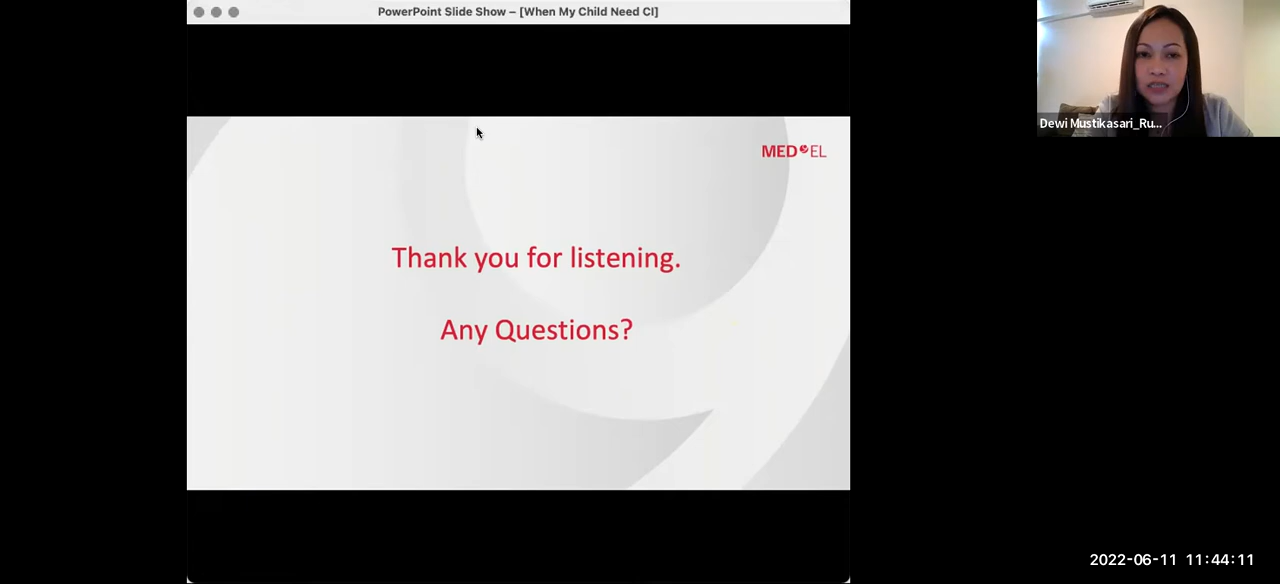 PowerPoint Slide Show – [When My Child Need CI]
MED EL
Thank you for listening.
Any Questions?
Dewi Mustikasari_Ru...
2022-06-11 11:44:11